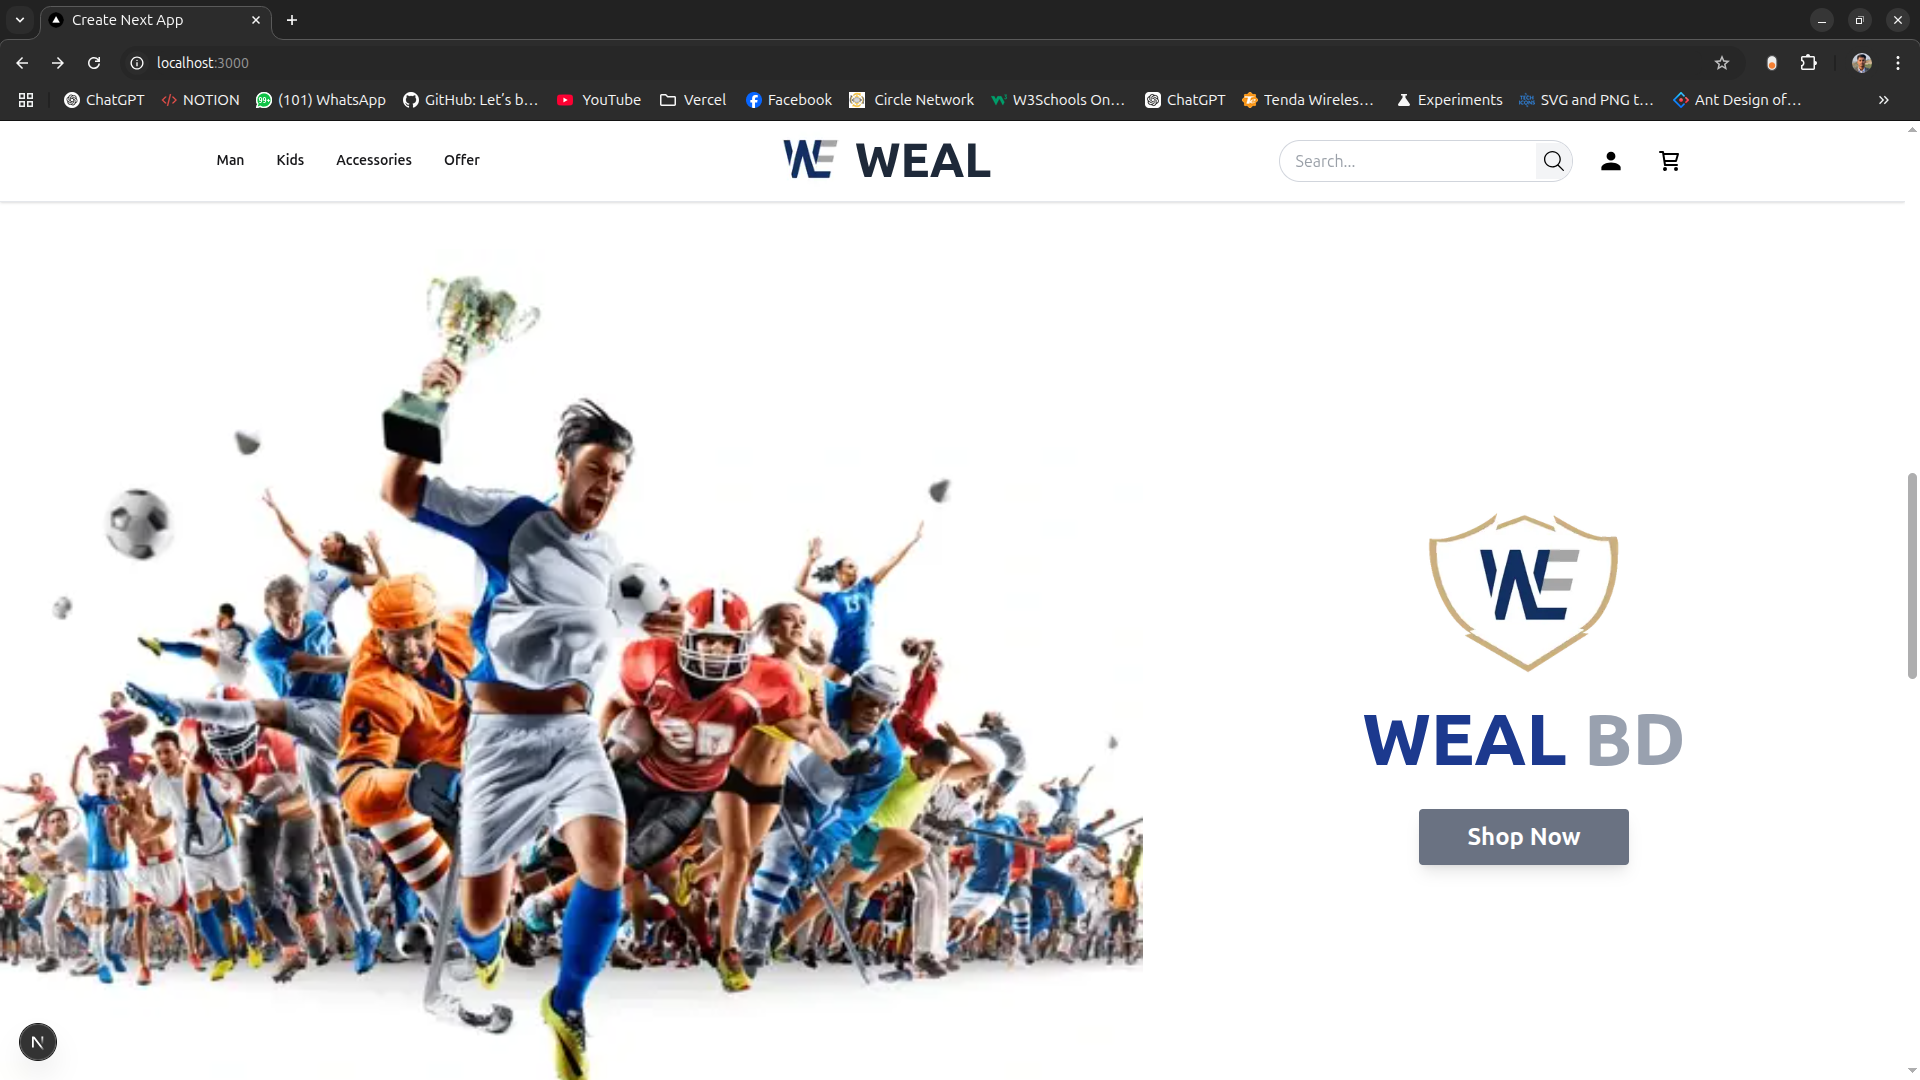 Create Next App
localhost:3000
ChatGPT
NOTION
(101) WhatsApp
GitHub: Let's b...
YouTube
Vercel
Facebook
Circle Network
W3Schools On...
ChatGPT
Tenda Wireles...
Experiments
SVG and PNG t...
Ant Design of...
Man
Kids
Accessories
Offer
WE WEAL
Search...
WE
WEAL BD
Shop Now
4
13
N